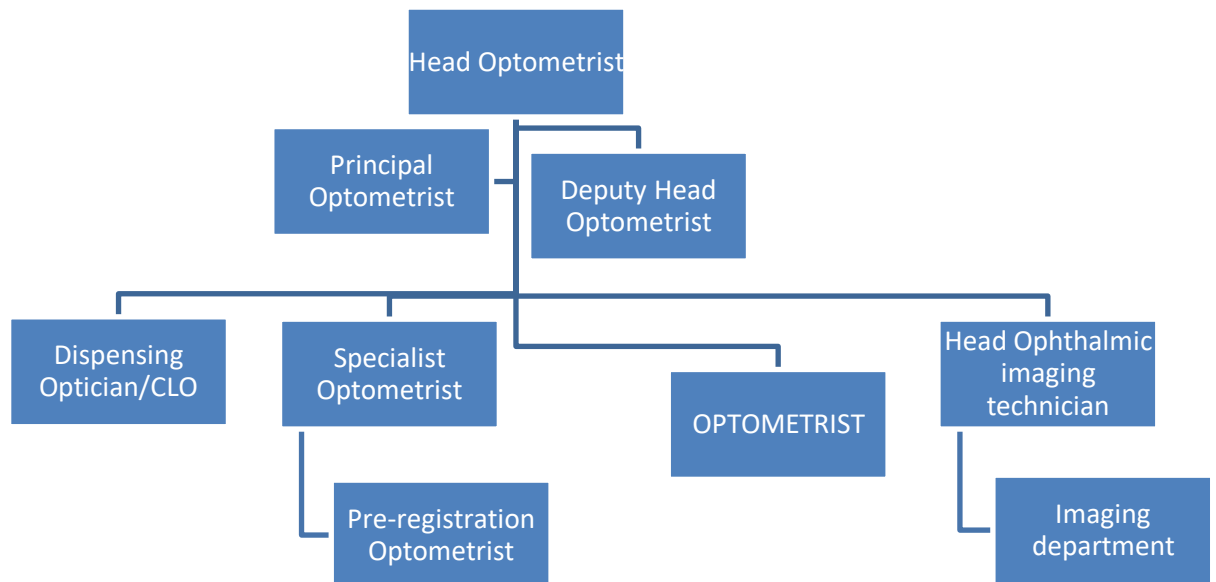 Head Optometrist
Principal
Optometrist
Deputy Head
Optometrist
Dispensing
Optician/CLO
Specialist
Optometrist
OPTOMETRIST
Head Ophthalmic
imaging
technician
Pre-registration
Optometrist
Imaging
department